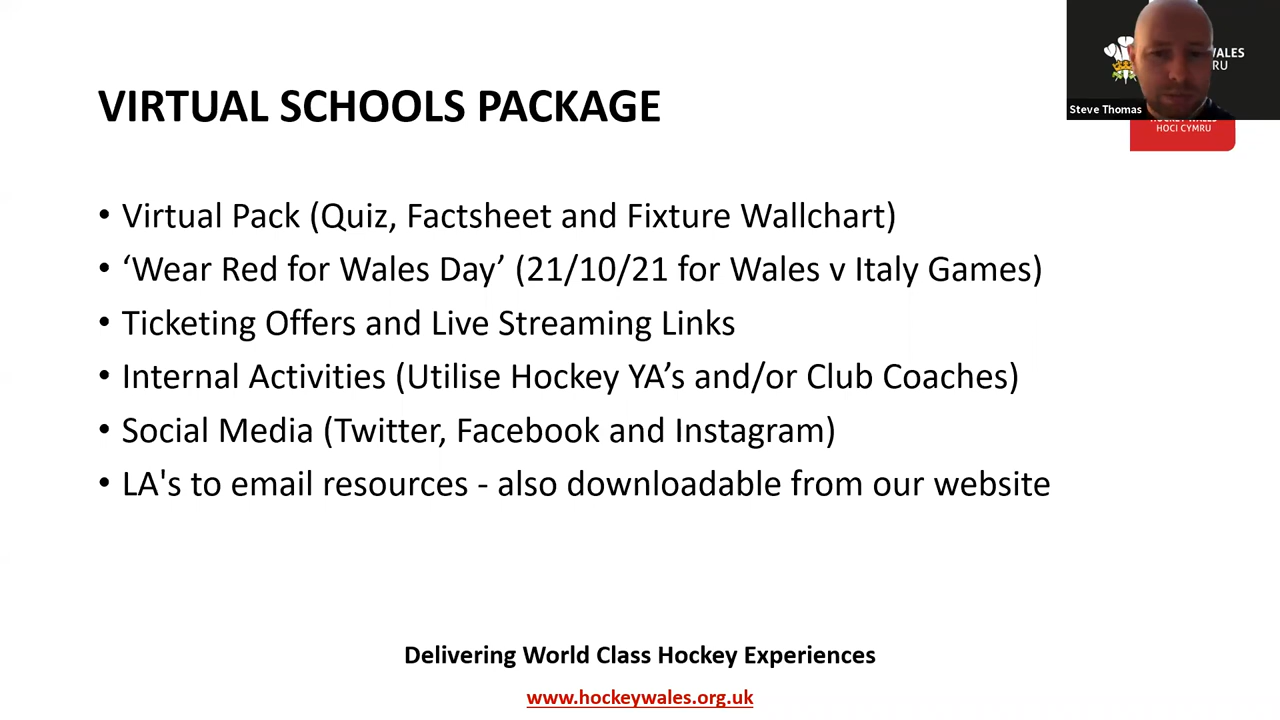 VIRTUAL SCHOOLS PACKAGE
WALES
RU
Steve Thomas
HOCI CYMRU
• Virtual Pack (Quiz, Factsheet and Fixture Wallchart)
• ‘Wear Red for Wales Day’ (21/10/21 for Wales v Italy Games)
• Ticketing Offers and Live Streaming Links
• Internal Activities (Utilise Hockey YA’s and/or Club Coaches)
• Social Media (Twitter, Facebook and Instagram)
• LA's to email resources - also downloadable from our website
Delivering World Class Hockey Experiences
www.hockeywales.org.uk